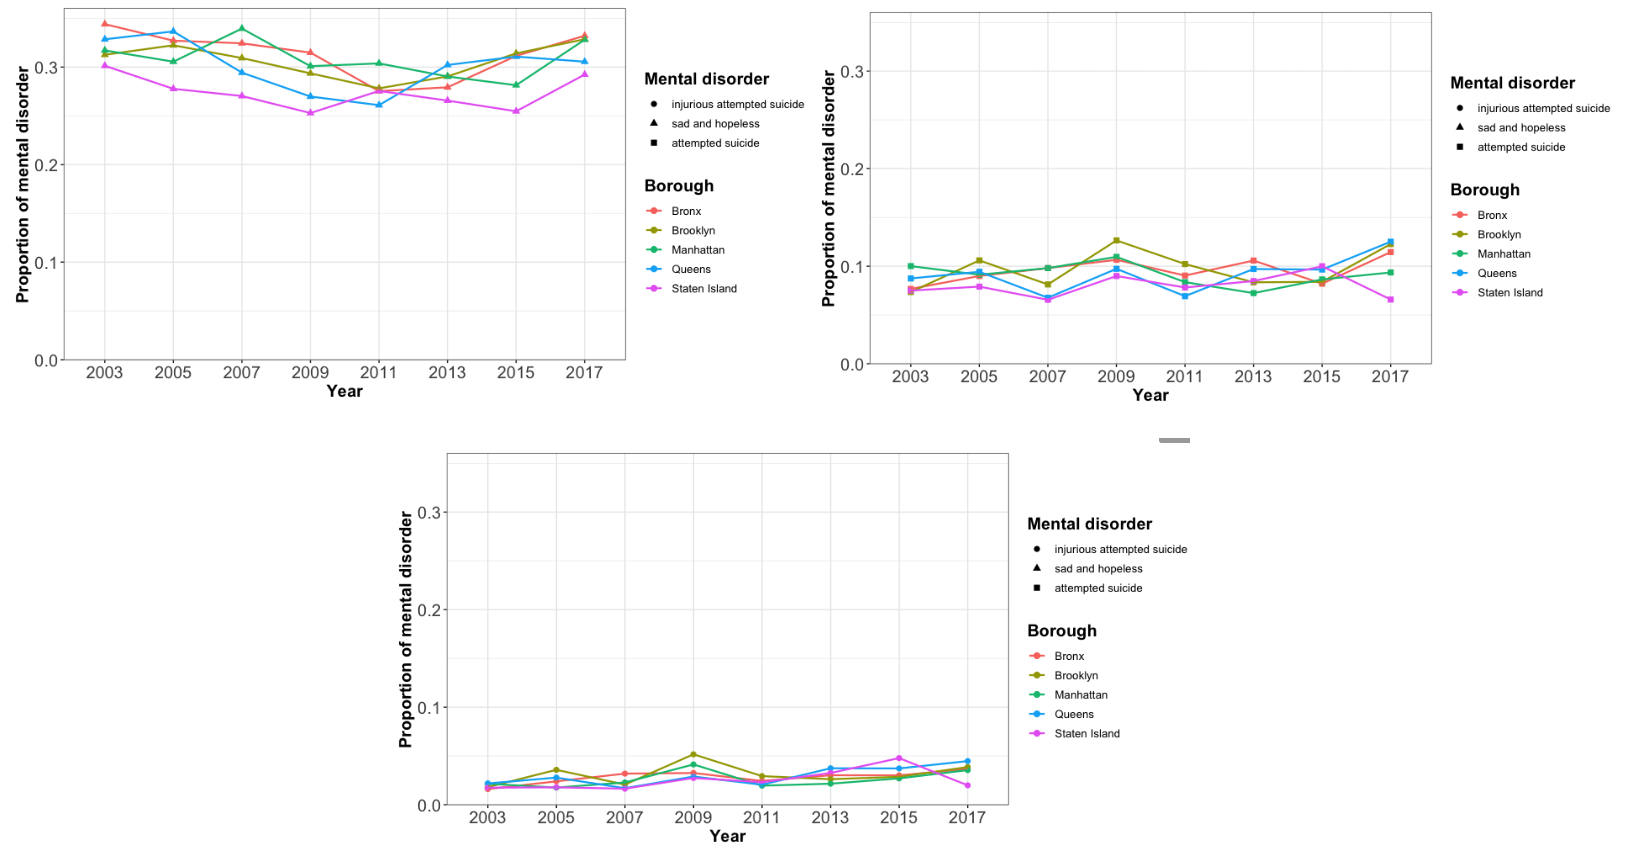 Proportion of mental disorder
0.3
0.2
0.1
0.0
2003 2005 2007 2009 2011 2013 2015 2017
Year
Mental disorder
injurious attempted suicide
sad and hopeless
attempted suicide
Borough
Bronx
Brooklyn
Manhattan
Queens
Staten Island
Proportion of mental disorder
0.3
0.2
0.1
0.0
2003 2005 2007 2009 2011 2013 2015 2017
Year
Mental disorder
injurious attempted suicide
sad and hopeless
attempted suicide
Borough
Bronx
Brooklyn
Manhattan
Queens
Staten Island
Proportion of mental disorder
0.3
0.2
0.1
0.0
2003 2005 2007 2009 2011 2013 2015 2017
Year
Mental disorder
injurious attempted suicide
sad and hopeless
attempted suicide
Borough
Bronx
Brooklyn
Manhattan
Queens
Staten Island